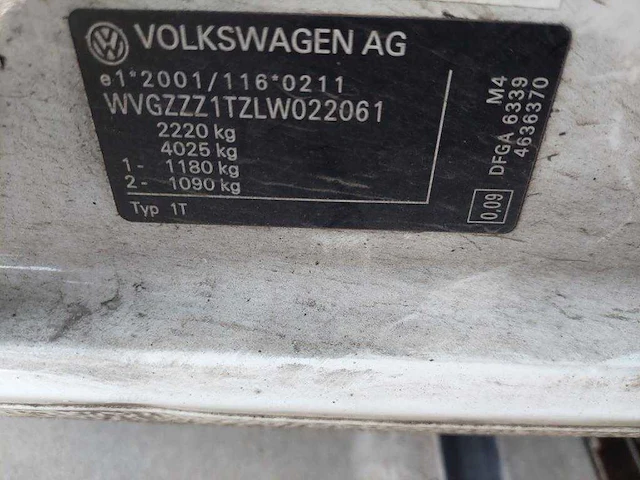 VOLKSWAGEN AG
e1*2001/116*0211
WVGZZZ1TZLW022061
2220 kg
4025 kg
1- 1180 kg
2- 1090 kg
Typ 1T
M4
DFGA 6339
4636370
0,09